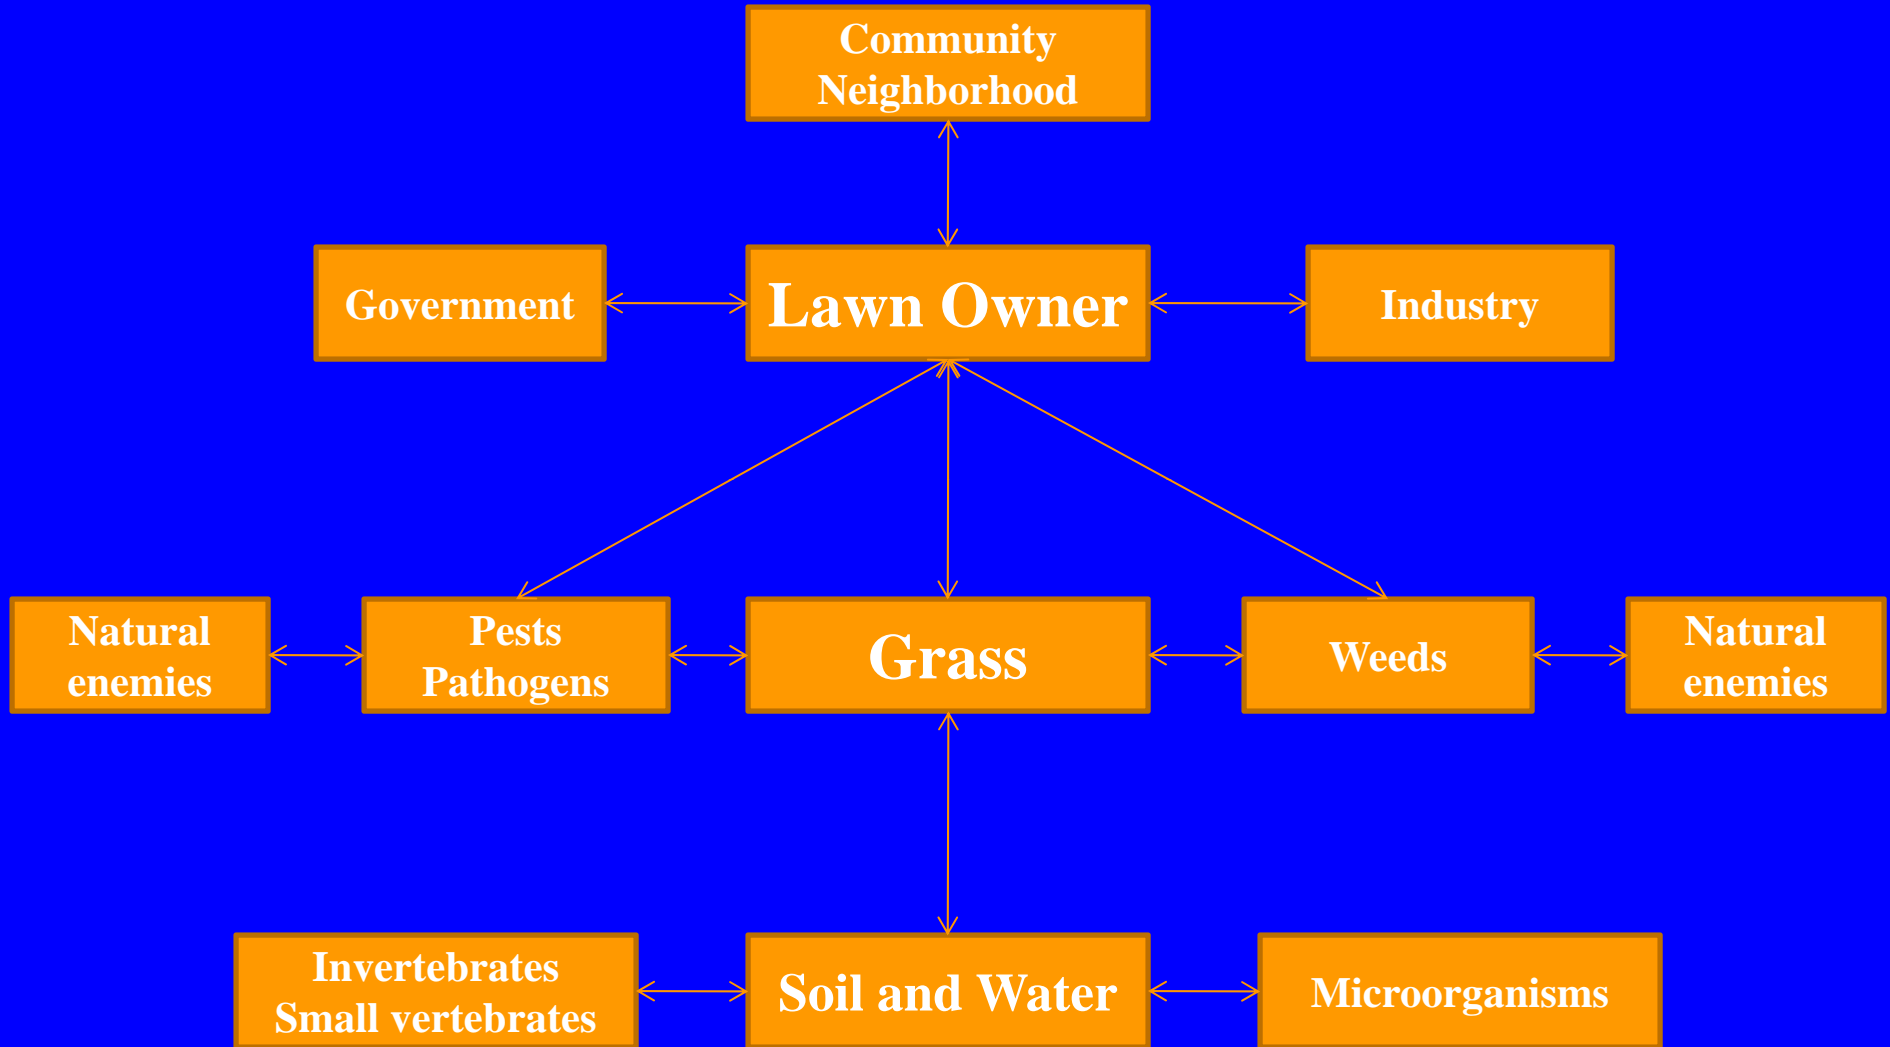 Community
Neighborhood
Government
Lawn Owner
Industry
Natural
enemies
Pests
Pathogens
Grass
Weeds
Natural
enemies
Invertebrates
Small vertebrates
Soil and Water
Microorganisms